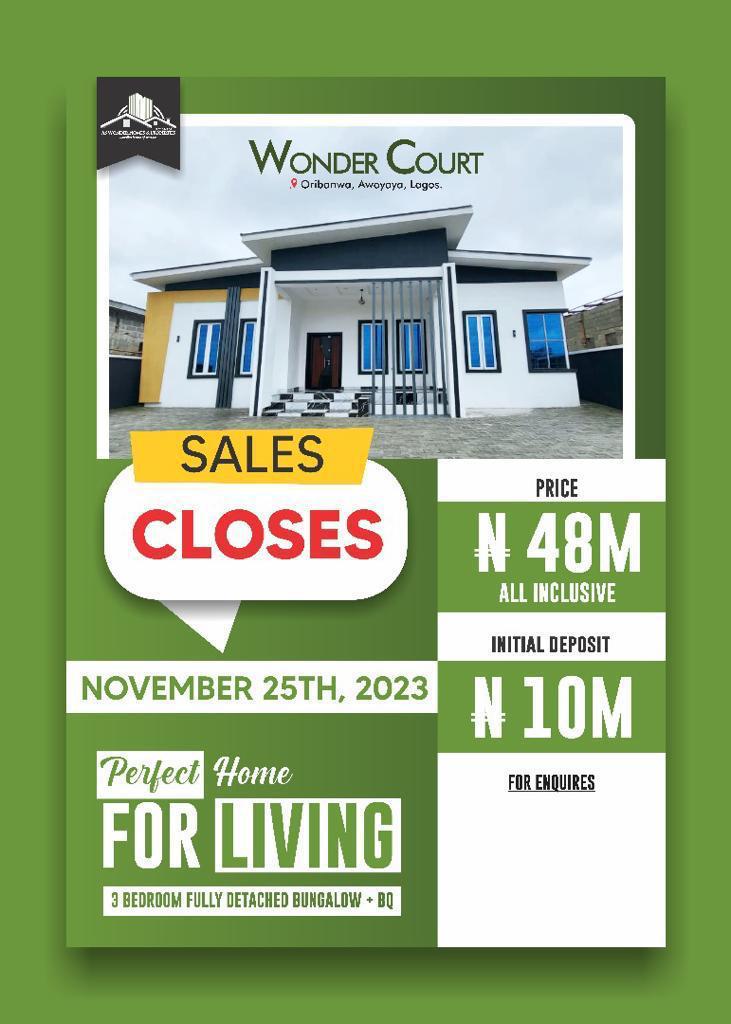 WONDER COURT
Oribanwa, Awoyaya, Lagos.
SALES
CLOSES
NOVEMBER 25TH, 2023
PRICE
₦ 48M
ALL INCLUSIVE
INITIAL DEPOSIT
₦ 10M
FOR ENQUIRES
Perfect Home
FOR LIVING
3 BEDROOM FULLY DETACHED BUNGALOW + BQ